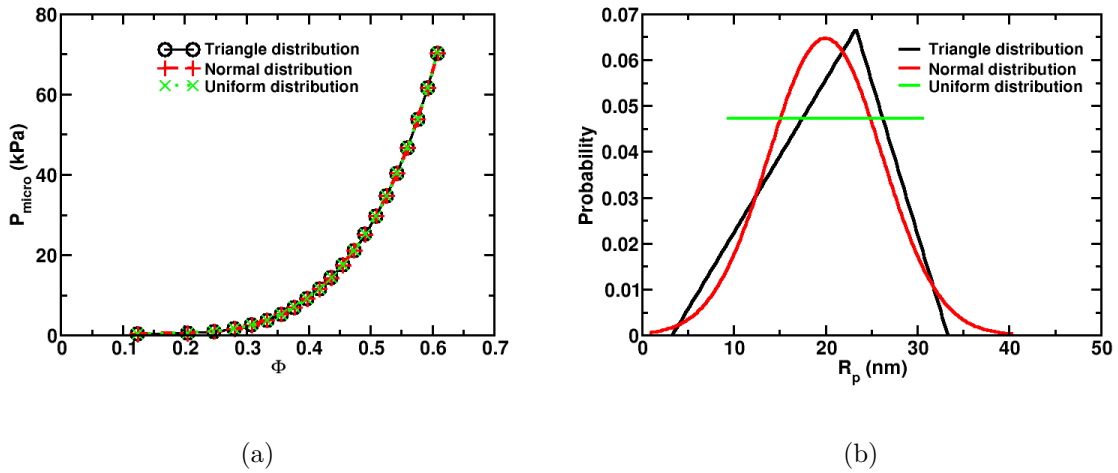 (a)
Triangle distribution
Normal distribution
Uniform distribution
P_micro (kPa)
80
60
40
20
0
0 0.1 0.2 0.3 0.4 0.5 0.6 0.7
Φ
(b)
Triangle distribution
Normal distribution
Uniform distribution
Probability
0.07
0.06
0.05
0.04
0.03
0.02
0.01
0
0 10 20 30 40 50
R_p (nm)
(a) (b)